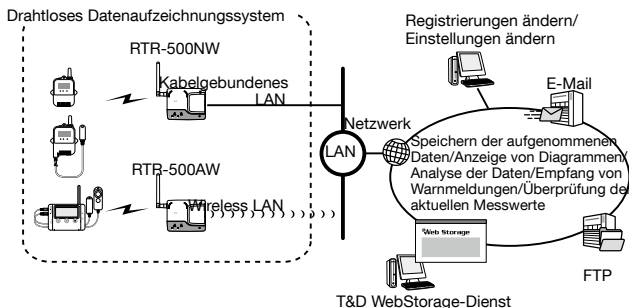 Drahtloses Datenaufzeichnungssystem
RTR-500NW
Kabelgebundenes
LAN
RTR-500AW
Wireless LAN
LAN
Netzwerk
Registrierungen ändern/
Einstellungen ändern
E-Mail
Speichern der aufgenommenen
Daten/Anzeige von Diagrammen/
Analyse der Daten/Empfang von
Warnmeldungen/Überprüfung de
aktuellen Messwerte
Web Storage
FTP
T&D WebStorage-Dienst